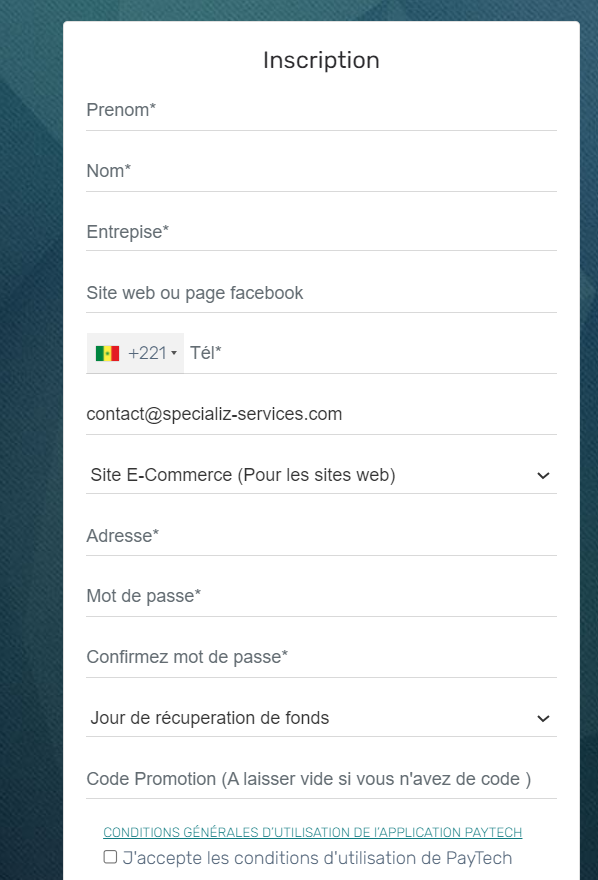 Inscription
Prenom*
Nom*
Entrepise*
Site web ou page facebook
+221 Tél*
contact@specializ-services.com
Site E-Commerce (Pour les sites web)
Adresse*
Mot de passe*
Confirmez mot de passe*
Jour de récuperation de fonds
Code Promotion (A laisser vide si vous n'avez de code )
CONDITIONS GÉNÉRALES D'UTILISATION DE l'APPLICATION PAYTECH
J'accepte les conditions d'utilisation de PayTech